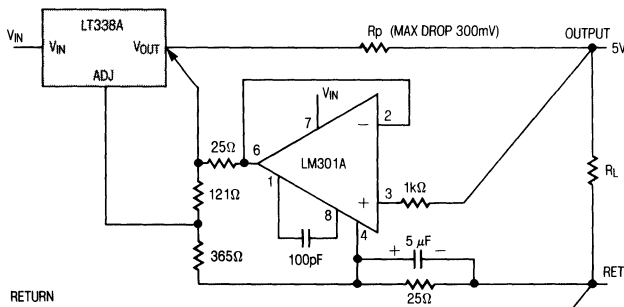 LT338A
VIN
VIN
VOUT
ADJ
RP (MAX DROP 300mV)
OUTPUT
5V
VIN
7
2
−
25Ω
6
LM301A
RL
121Ω
1
8
+
3
1kΩ
4
365Ω
100pF
+
5 μF
−
25Ω
RET
RETURN